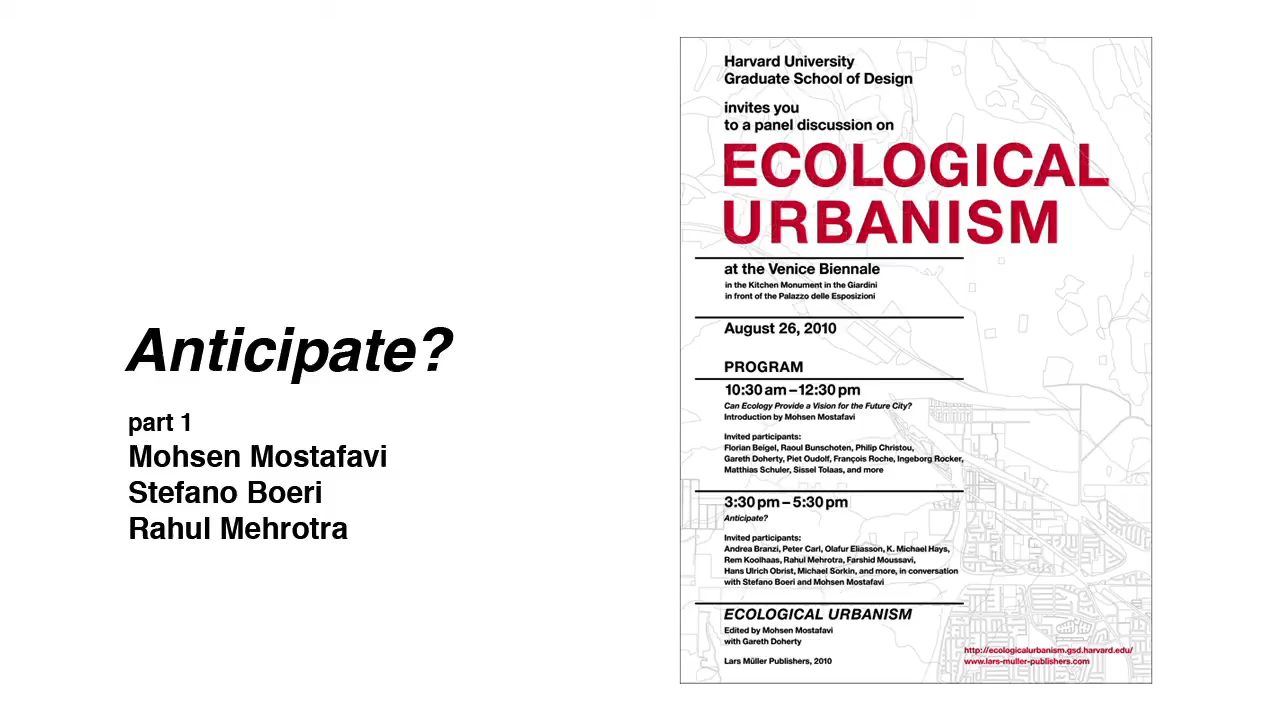 Anticipate?
part 1
Mohsen Mostafavi
Stefano Boeri
Rahul Mehrotra
Harvard University
Graduate School of Design
invites you
to a panel discussion on
ECOLOGICAL
URBANISM
at the Venice Biennale
in the Kitchen Monument in the Giardini
in front of the Palazzo delle Esposizioni
August 26, 2010
PROGRAM
10:30 am – 12:30 pm
Can Ecology Provide a Vision for the Future City?
Introduction by Mohsen Mostafavi
Invited participants:
Florian Beigel, Raoul Bunschoten, Philip Christou,
Gareth Doherty, Piet Oudolf, François Roche, Ingeborg Rocker,
Matthias Schuler, Sissel Tolaas, and more
3:30 pm – 5:30 pm
Anticipate?
Invited participants:
Andrea Branzi, Peter Carl, Olafur Eliasson, K. Michael Hays,
Rem Koolhaas, Rahul Mehrotra, Farshid Moussavi,
Hans Ulrich Obrist, Michael Sorkin, and more, in conversation
with Stefano Boeri and Mohsen Mostafavi
ECOLOGICAL URBANISM
Edited by Mohsen Mostafavi
with Gareth Doherty
Lars Müller Publishers, 2010
http://ecologicalurbanism.gsd.harvard.edu/
www.lars-muller-publishers.com